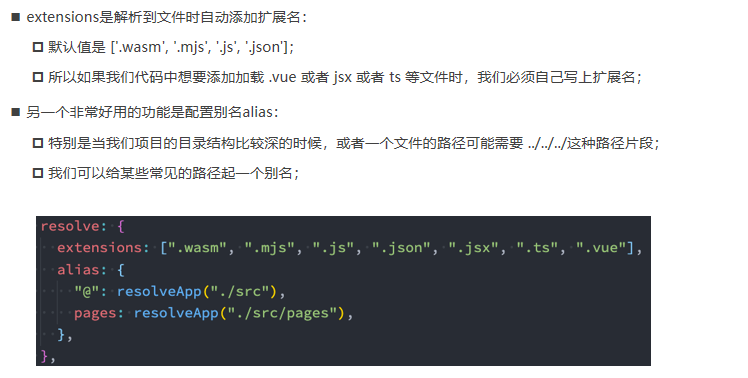 ■ extensions是解析到文件时自动添加扩展名：
□ 默认值是 ['.wasm', '.mjs', '.js', '.json']；
□ 所以如果我们代码中想要添加加载 .vue 或者 jsx 或者 ts 等文件时，我们必须自己写上扩展名；
■ 另一个非常好用的功能是配置别名alias：
□ 特别是当我们项目的目录结构比较深的时候，或者一个文件的路径可能需要 ../../../这种路径片段；
□ 我们可以给某些常见的路径起一个别名；
resolve: {
  extensions: [".wasm", ".mjs", ".js", ".json", ".jsx", ".ts", ".vue"],
  alias: {
    "@": resolveApp("./src"),
    pages: resolveApp("./src/pages"),
  },
},